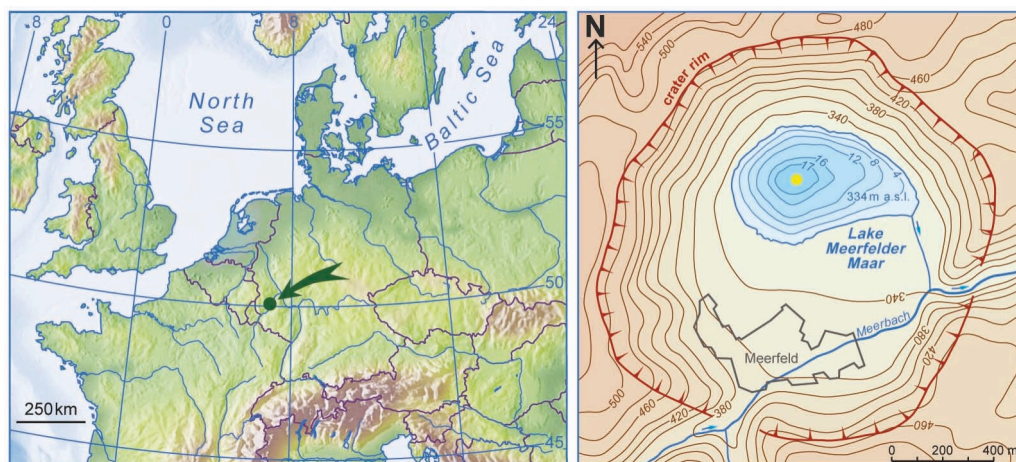 8
0
8
16
24
North
Sea
Baltic Sea
55
50
45
250 km
N
crater rim
540
500
480
460
420
380
340
17
16
12
8
4
334 m a.s.l.
Lake
Meerfelder
Maar
340
Meerbach
Meerfeld
380
420
460
500
460
420
380
0
200
400 m